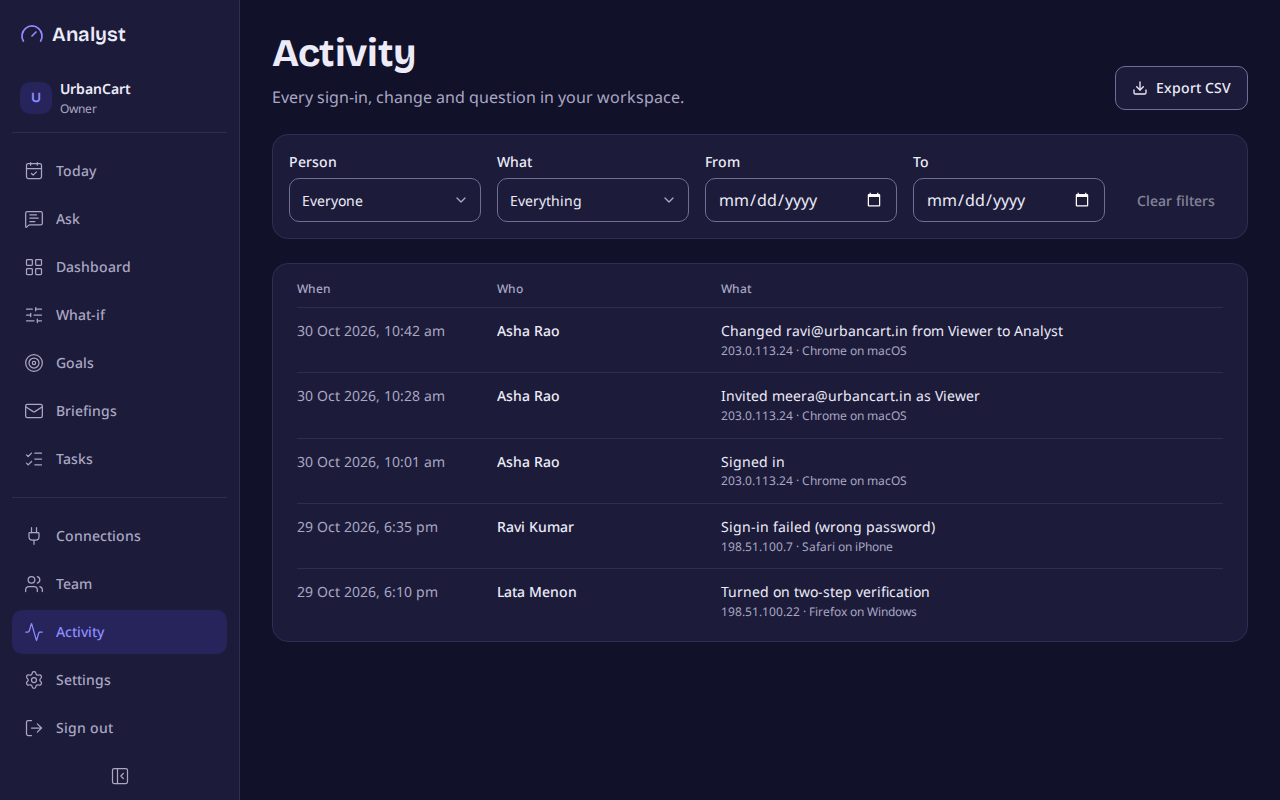 Analyst
U
UrbanCart
Owner
Today
Ask
Dashboard
What-if
Goals
Briefings
Tasks
Connections
Team
Activity
Settings
Sign out
Activity
Every sign-in, change and question in your workspace.
Export CSV
Person What From To
Everyone Everything mm/dd/yyyy mm/dd/yyyy Clear filters
When Who What
30 Oct 2026, 10:42 am Asha Rao Changed ravi@urbancart.in from Viewer to Analyst
203.0.113.24 · Chrome on macOS
30 Oct 2026, 10:28 am Asha Rao Invited meera@urbancart.in as Viewer
203.0.113.24 · Chrome on macOS
30 Oct 2026, 10:01 am Asha Rao Signed in
203.0.113.24 · Chrome on macOS
29 Oct 2026, 6:35 pm Ravi Kumar Sign-in failed (wrong password)
198.51.100.7 · Safari on iPhone
29 Oct 2026, 6:10 pm Lata Menon Turned on two-step verification
198.51.100.22 · Firefox on Windows